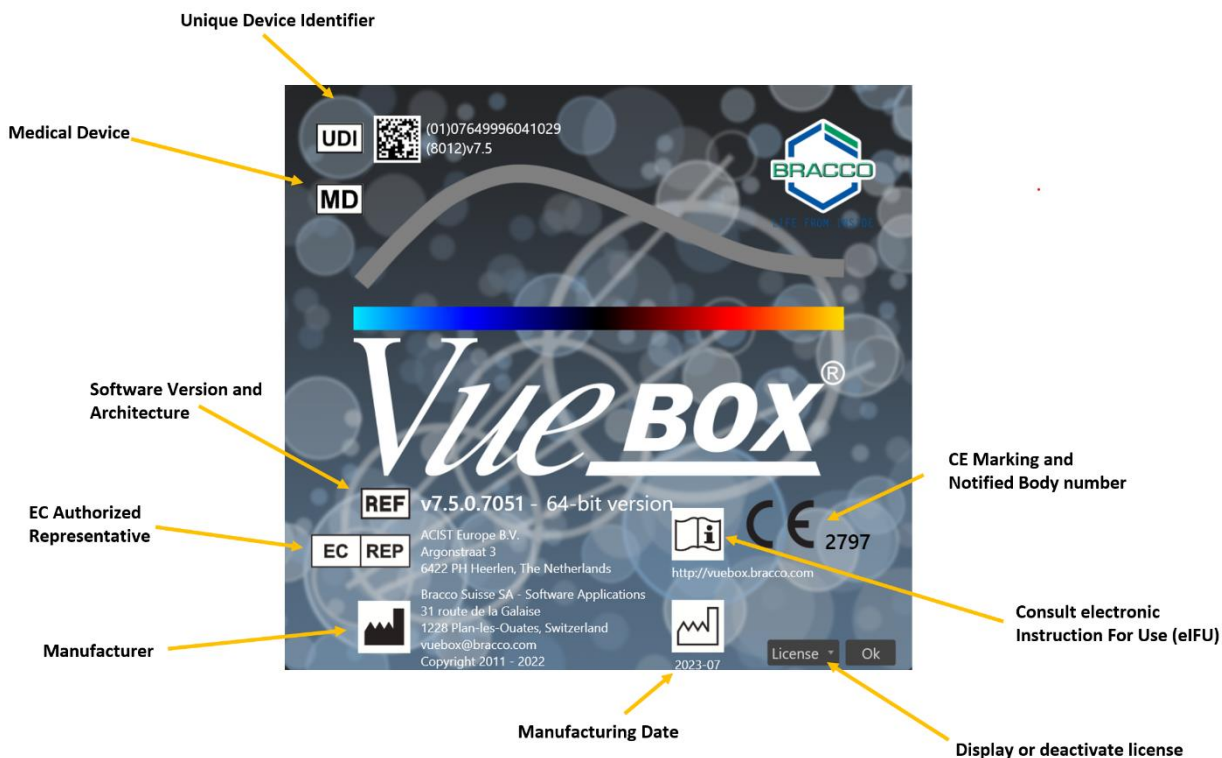 Unique Device Identifier
Medical Device
UDI
(01)07649996041029
(8012)v7.5
MD
BRACCO
LIFE FROM INSIDE
VueBOX®
Software Version and
Architecture
REF
v7.5.0.7051 - 64-bit version
CE Marking and
Notified Body number
CE 2797
EC Authorized
Representative
EC REP
ACIST Europe B.V.
Argonstraat 3
6422 PH Heerlen, The Netherlands
i
http://vuebox.bracco.com
Consult electronic
Instruction For Use (eIFU)
Manufacturer
Bracco Suisse SA - Software Applications
31 route de la Galaise
1228 Plan-les-Ouates, Switzerland
vuebox@bracco.com
Copyright 2011 - 2022
2023-07
License
Ok
Manufacturing Date
Display or deactivate license